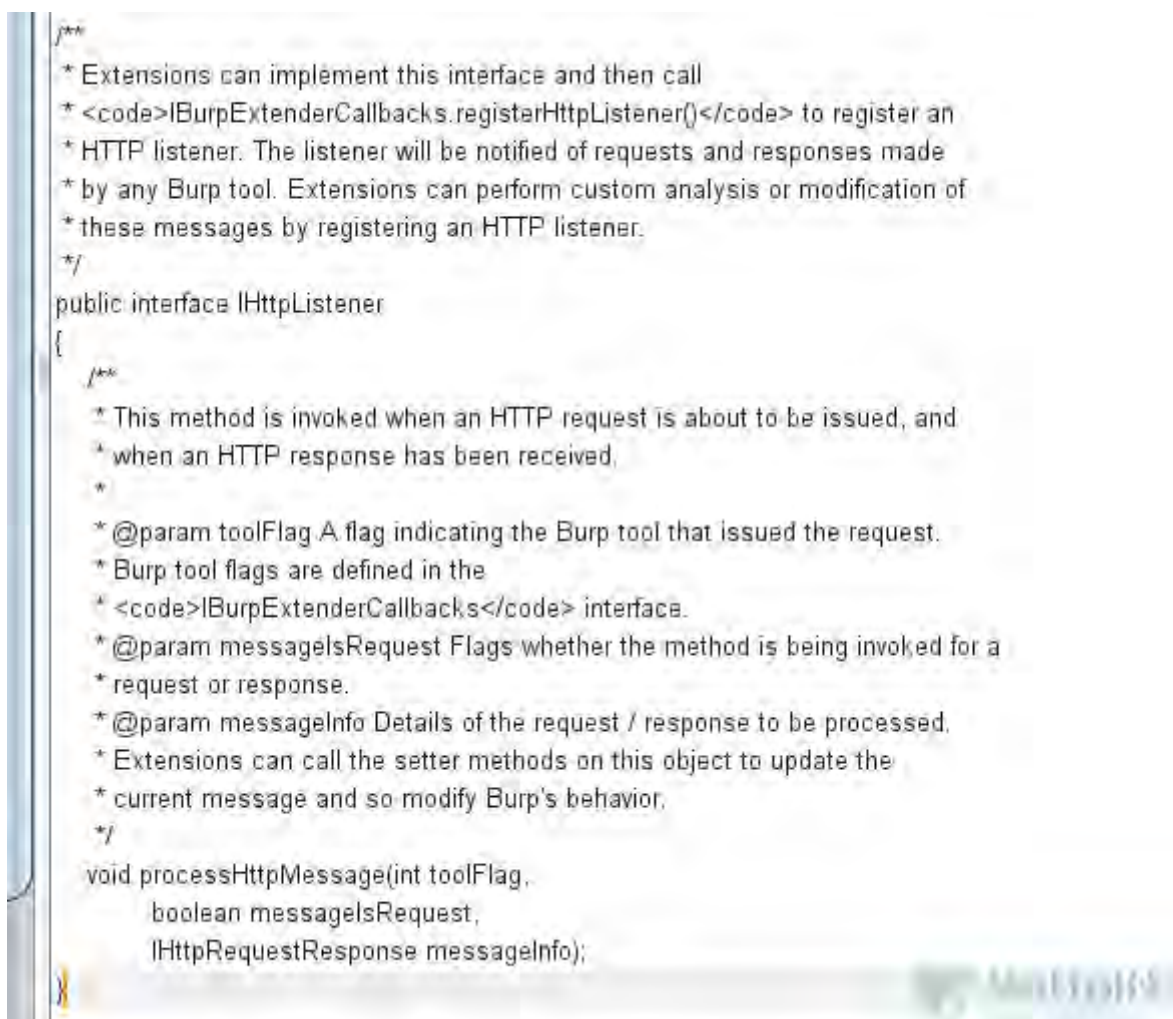 /**
* Extensions can implement this interface and then call
* <code>IBurpExtenderCallbacks.registerHttpListener()</code> to register an
* HTTP listener. The listener will be notified of requests and responses made
* by any Burp tool. Extensions can perform custom analysis or modification of
* these messages by registering an HTTP listener.
*/
public interface IHttpListener
{
/**
* This method is invoked when an HTTP request is about to be issued, and
* when an HTTP response has been received.
*
* @param toolFlag A flag indicating the Burp tool that issued the request.
* Burp tool flags are defined in the
* <code>IBurpExtenderCallbacks</code> interface.
* @param messageIsRequest Flags whether the method is being invoked for a
* request or response.
* @param messageInfo Details of the request / response to be processed.
* Extensions can call the setter methods on this object to update the
* current message and so modify Burp's behavior.
*/
void processHttpMessage(int toolFlag,
boolean messageIsRequest,
IHttpRequestResponse messageInfo);
}